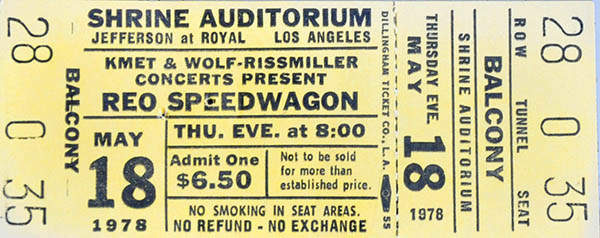 28
O
35
BALCONY
SHRINE AUDITORIUM
JEFFERSON at ROYAL LOS ANGELES
KMET & WOLF-RISSMILLER
CONCERTS PRESENT
REO SPEEDWAGON
MAY
18
1978
THU. EVE. at 8:00
Admit One
$6.50
Not to be sold
for more than
established price.
NO SMOKING IN SEAT AREAS.
NO REFUND - NO EXCHANGE
DILLINGHAM TICKET CO., L.A.
55
THURSDAY EVE.
MAY
18
1978
SHRINE AUDITORIUM
BALCONY
ROW TUNNEL SEAT
28
O
35